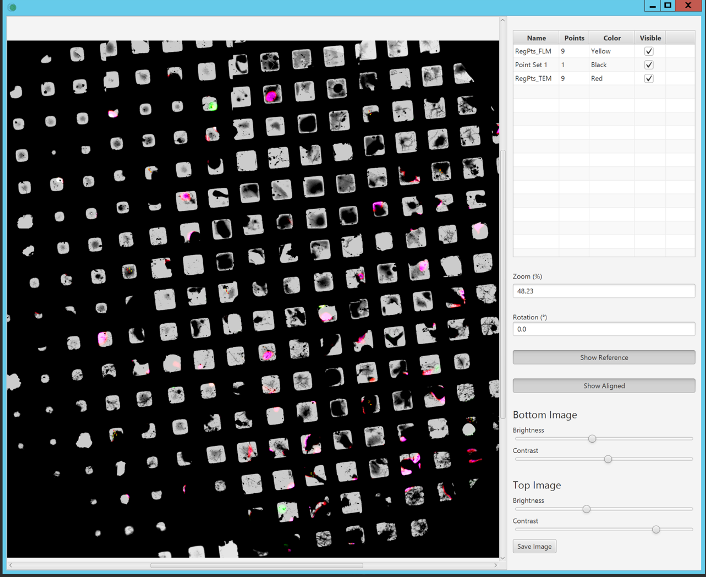 Name Points Color Visible
RegPts_FLM 9 Yellow
Point Set 1 1 Black
RegPts_TEM 9 Red
Zoom (%)
48.23
Rotation (°)
0.0
Show Reference
Show Aligned
Bottom Image
Brightness
Contrast
Top Image
Brightness
Contrast
Save Image